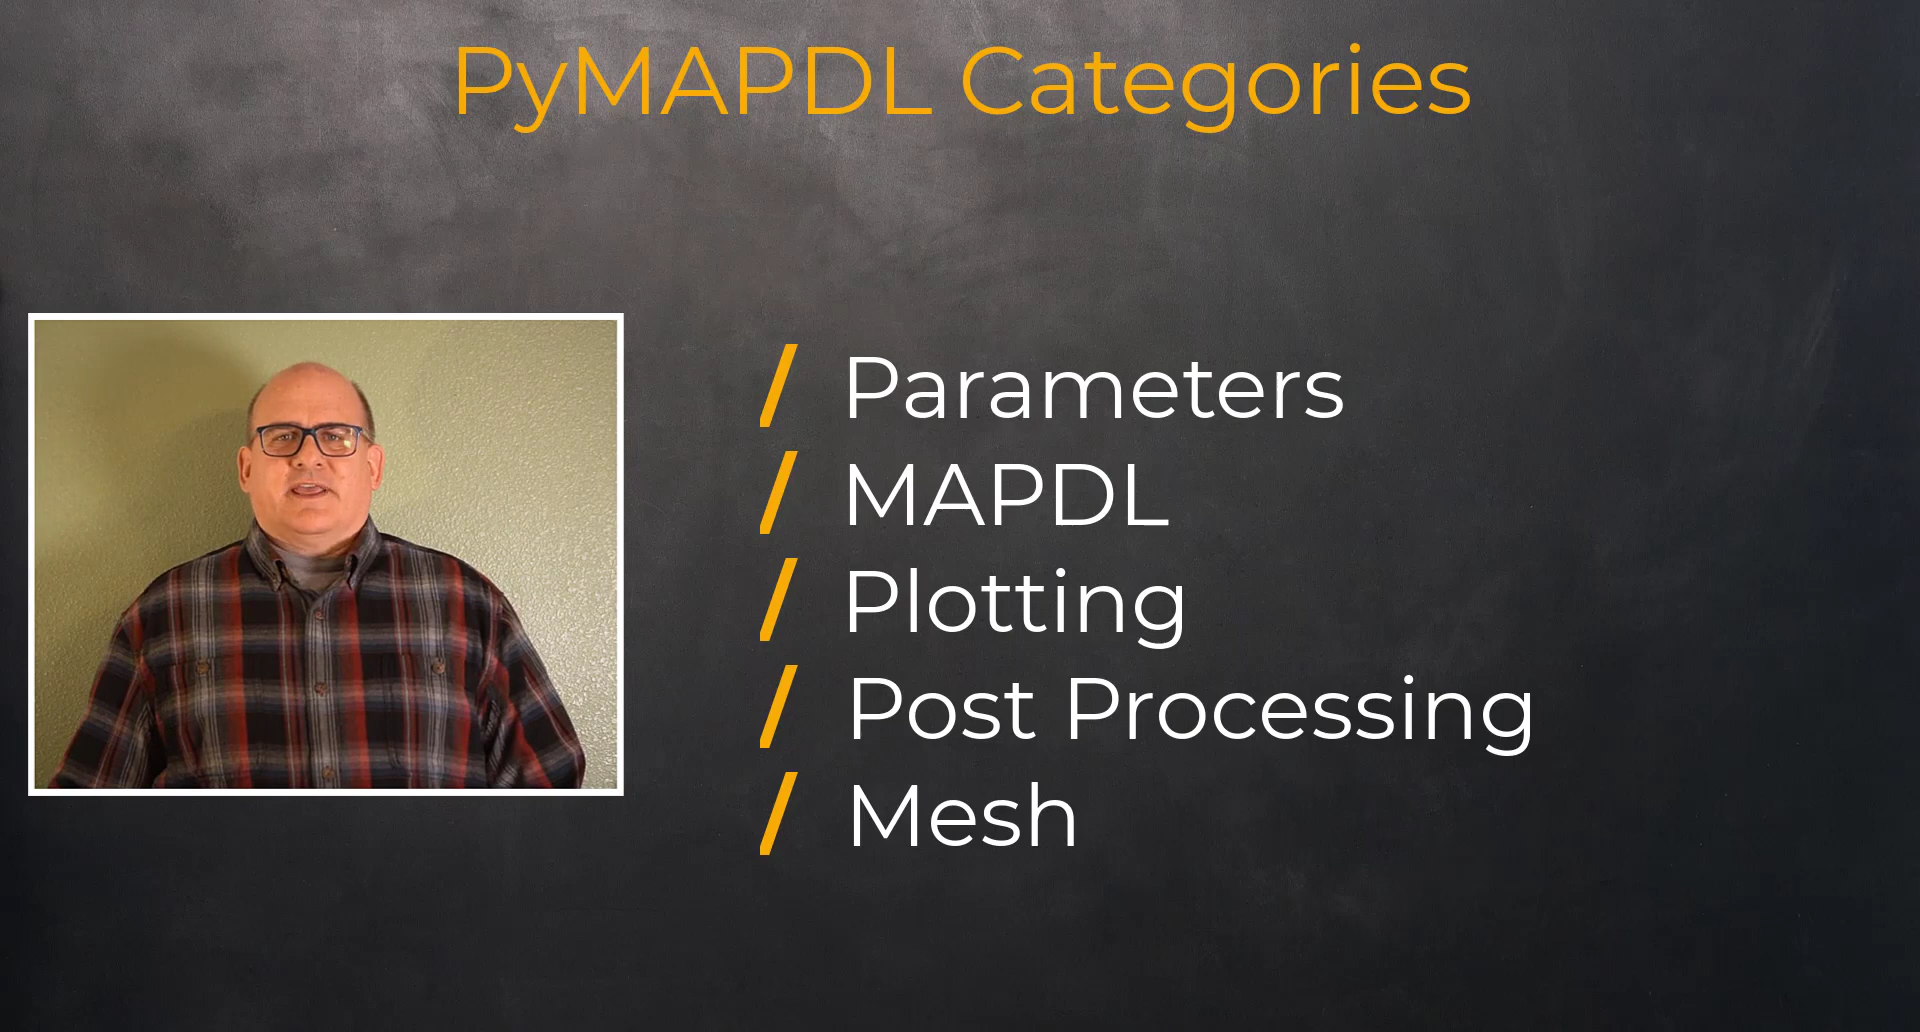 PyMAPDL Categories
/ Parameters
/ MAPDL
/ Plotting
/ Post Processing
/ Mesh